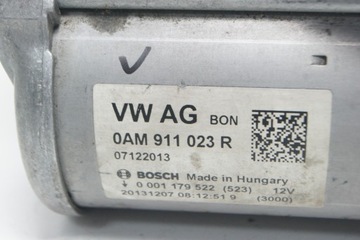 VW AG BON
0AM 911 023 R
07122013
BOSCH Made in Hungary
0 001 179 522 (523) 12V
20131207 08:12:51 9 (3000)